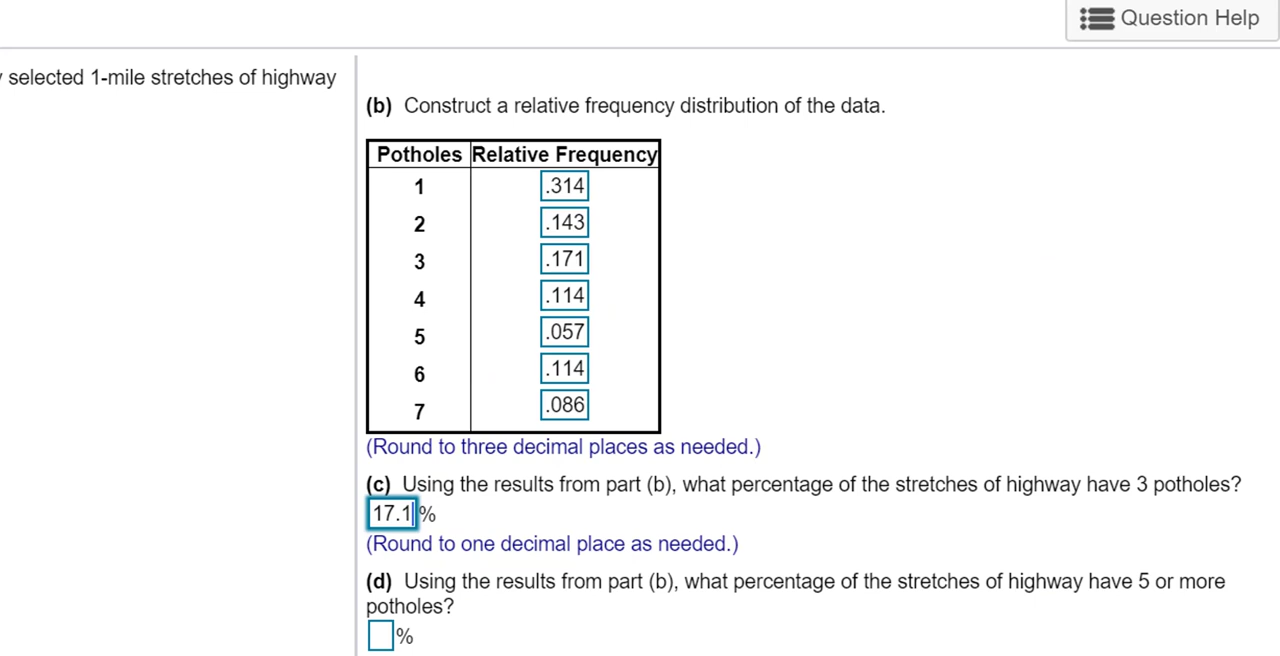 Question Help
selected 1-mile stretches of highway
(b) Construct a relative frequency distribution of the data.
Potholes Relative Frequency
1 .314
2 .143
3 .171
4 .114
5 .057
6 .114
7 .086
(Round to three decimal places as needed.)
(c) Using the results from part (b), what percentage of the stretches of highway have 3 potholes?
17.1 %
(Round to one decimal place as needed.)
(d) Using the results from part (b), what percentage of the stretches of highway have 5 or more
potholes?
%